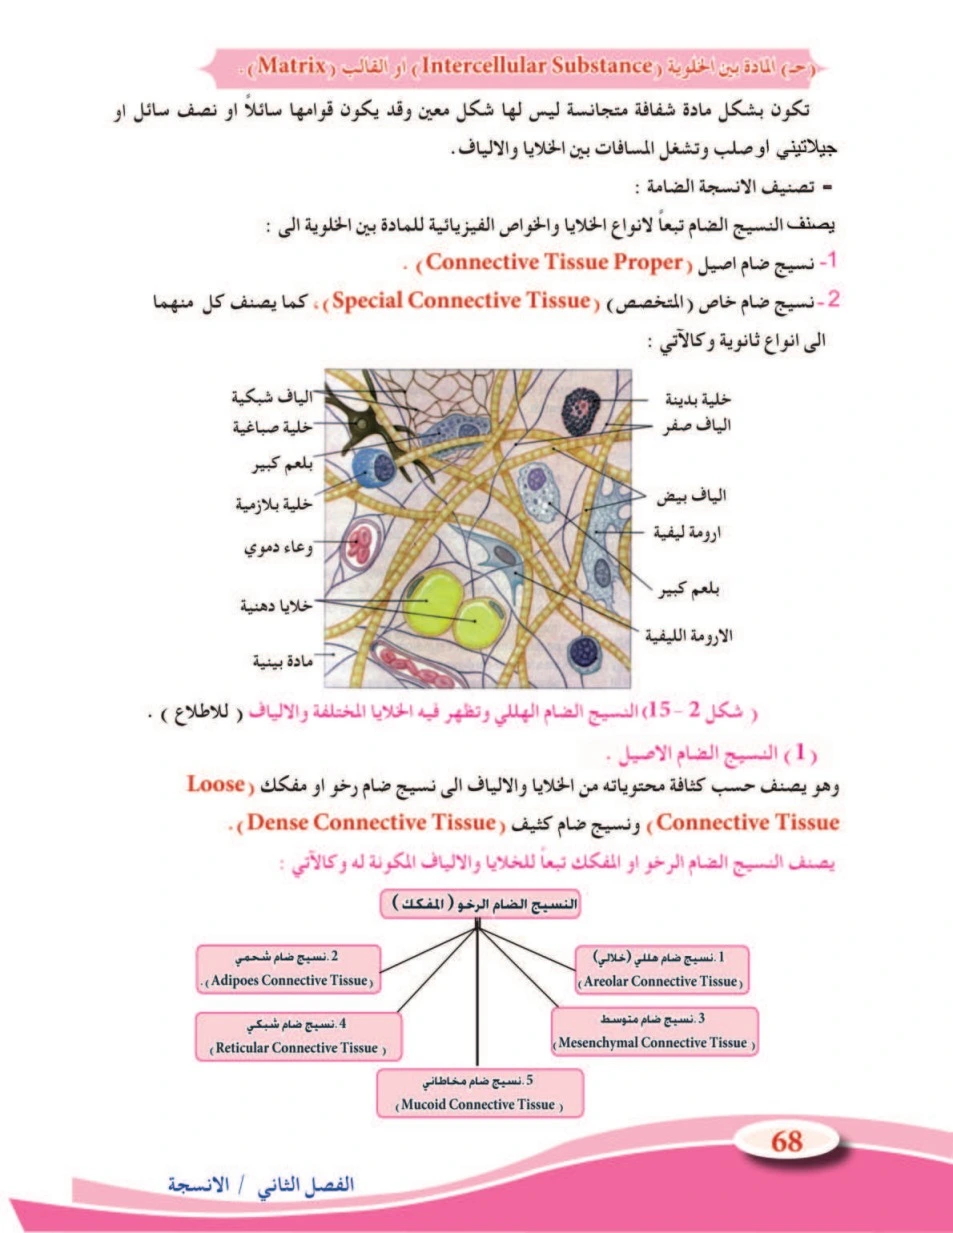 (حـ) المادة بين الخلوية (Intercellular Substance) او القالب (Matrix).
تكون بشكل مادة شفافة متجانسة ليس لها شكل معين وقد يكون قوامها سائلاً او نصف سائل او
جيلاتيني او صلب وتشغل المسافات بين الخلايا والالياف.
- تصنيف الانسجة الضامة :
يصنف النسيج الضام تبعاً لانواع الخلايا والخواص الفيزيائية للمادة بين الخلوية الى :
1- نسيج ضام اصيل (Connective Tissue Proper) .
2- نسيج ضام خاص (المتخصص) (Special Connective Tissue)، كما يصنف كل منهما
الى انواع ثانوية وكالآتي :
خلية بدينة
الياف صفر
الياف بيض
ارومة ليفية
بلعم كبير
الارومة الليفية
الياف شبكية
خلية صباغية
بلعم كبير
خلية بلازمية
وعاء دموي
خلايا دهنية
مادة بينية
( شكل 2 – 15) النسيج الضام الهللي وتظهر فيه الخلايا المختلفة والالياف ( للاطلاع ) .
(1) النسيج الضام الاصيل .
وهو يصنف حسب كثافة محتوياته من الخلايا والالياف الى نسيج ضام رخو او مفكك (Loose
Connective Tissue) ونسيج ضام كثيف (Dense Connective Tissue).
يصنف النسيج الضام الرخو او المفكك تبعاً للخلايا والالياف المكونة له وكالآتي :
النسيج الضام الرخو ( المفكك )
1.نسيج ضام هللي (خلالي)
(Areolar Connective Tissue)
2.نسيج ضام شحمي
(Adipoes Connective Tissue).
3.نسيج ضام متوسط
(Mesenchymal Connective Tissue)
4.نسيج ضام شبكي
(Reticular Connective Tissue)
5.نسيج ضام مخاطاني
(Mucoid Connective Tissue)
68
الفصل الثاني / الانسجة